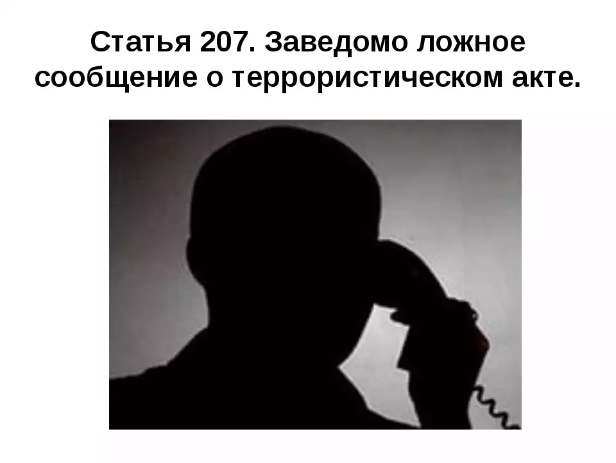 Статья 207. Заведомо ложное
сообщение о террористическом акте.